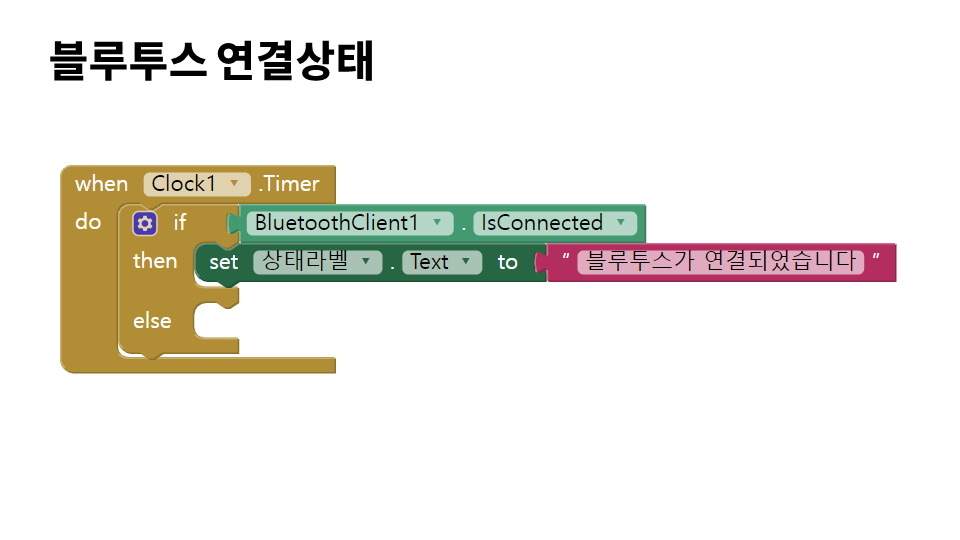 블루투스 연결상태
when Clock1 .Timer
do if BluetoothClient1 . IsConnected
then set 상태라벨 . Text to " 블루투스가 연결되었습니다 "
else